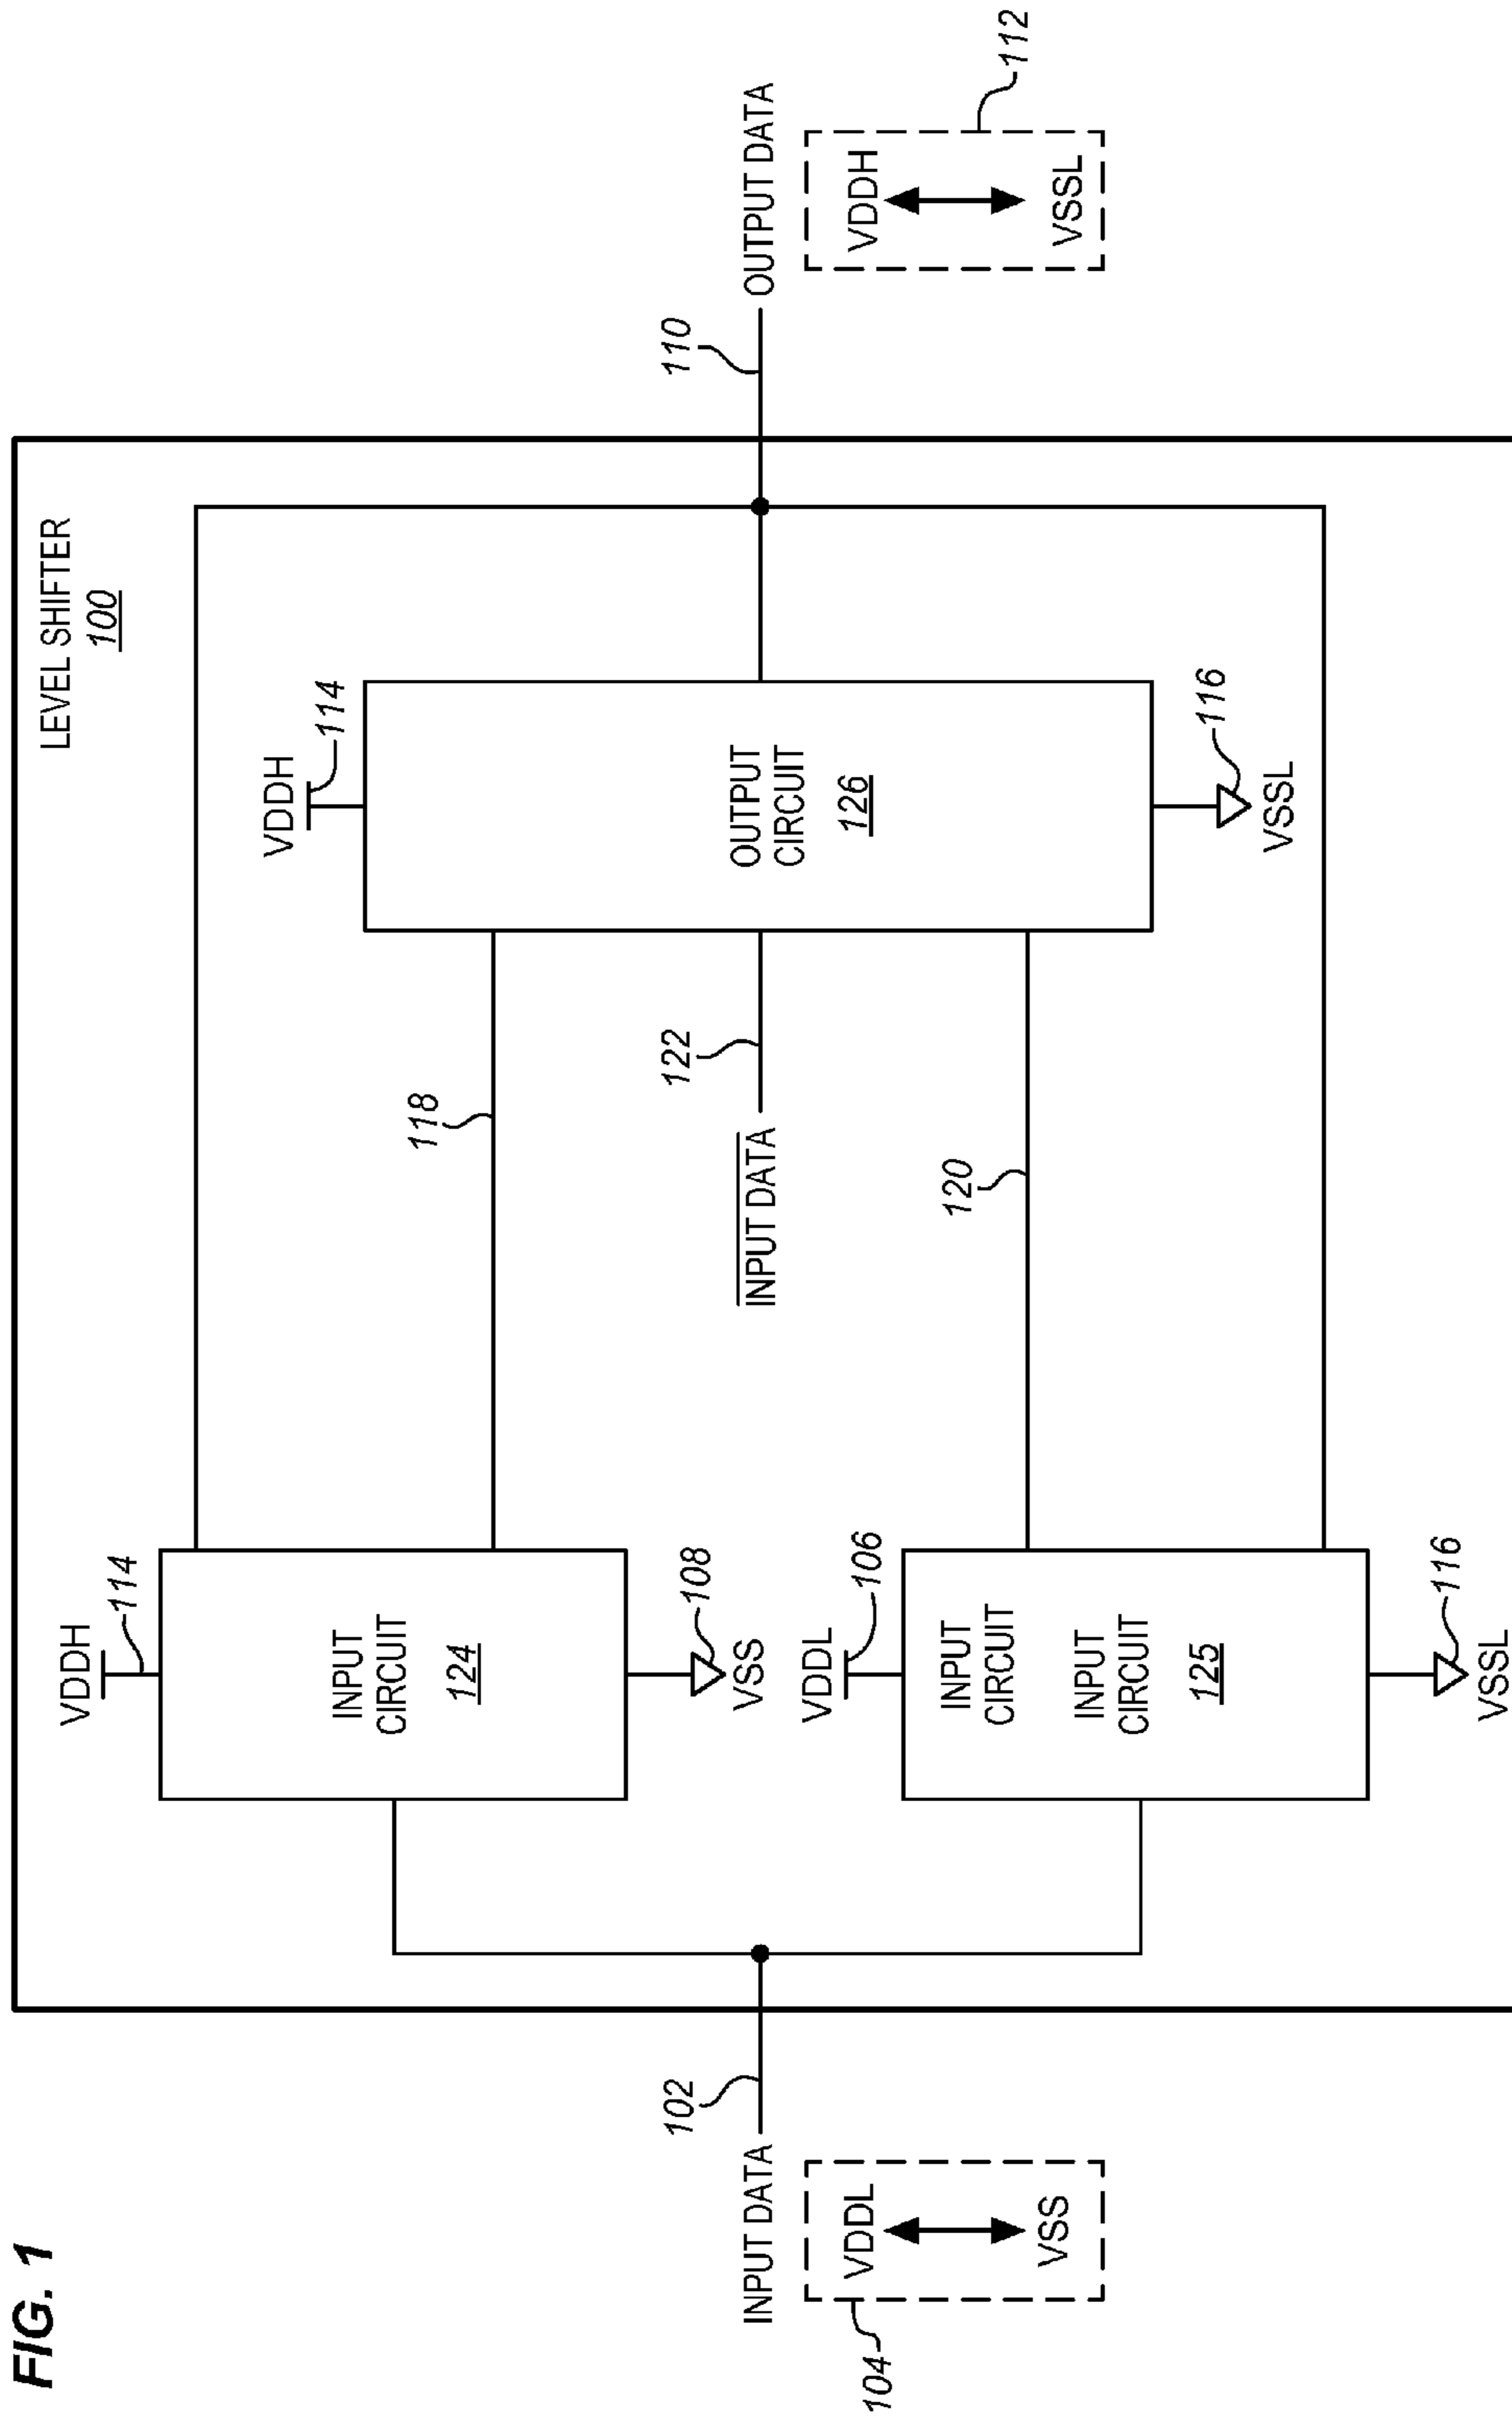 FIG. 1
LEVEL SHIFTER
100
VDDH
114
INPUT
CIRCUIT
124
VSS
108
118
VDDH
114
OUTPUT
CIRCUIT
126
VSSL
116
110
OUTPUT DATA
VDDH
VSSL
112
102
INPUT DATA
VDDL
VSS
104
122
INPUT DATA
120
VDDL
106
INPUT
CIRCUIT
INPUT
CIRCUIT
125
VSSL
116